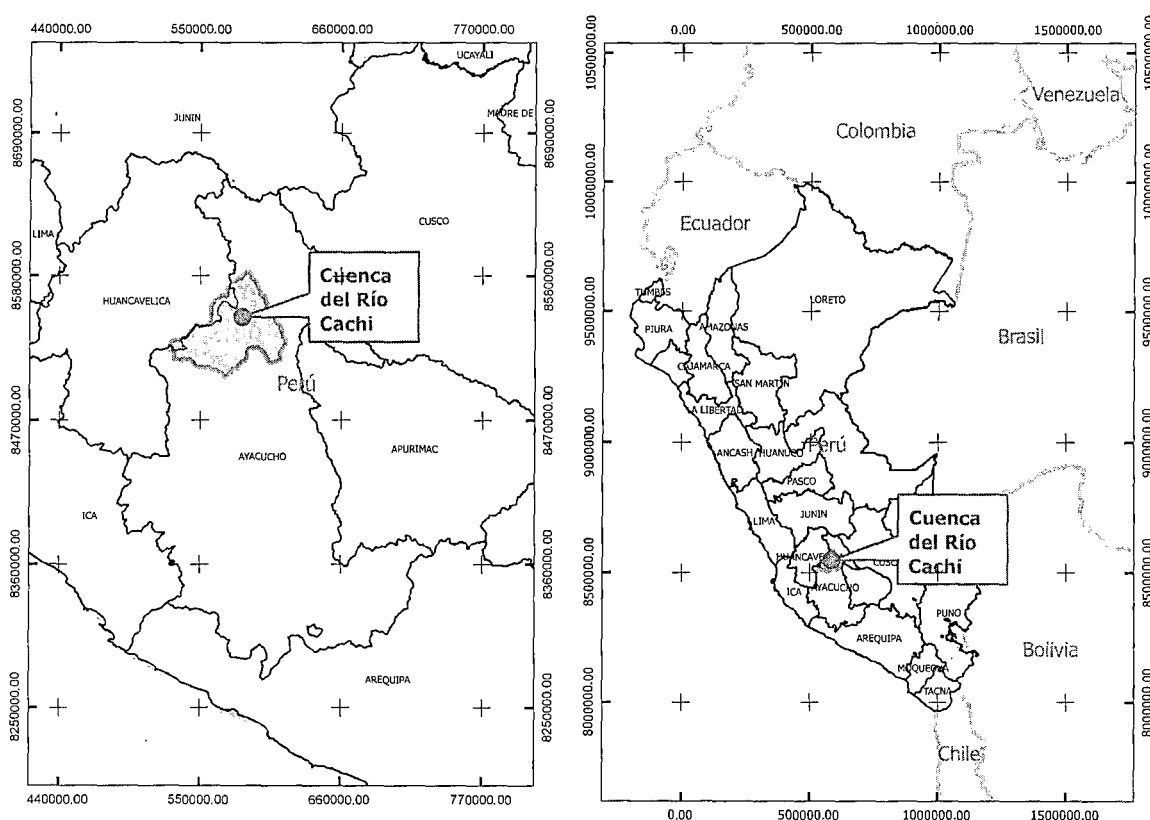 440000.00 550000.00 660000.00 770000.00
UCAYALI
MADRE DE
JUNIN
8690000.00 8690000.00
LIMA
CUSCO
8580000.00 8580000.00
HUANCAVELICA
Cuenca
del Río
Cachi
Perú
8470000.00 8470000.00
AYACUCHO
APURIMAC
ICA
8360000.00 8360000.00
AREQUIPA
8250000.00 8250000.00
440000.00 550000.00 660000.00 770000.00
0.00 500000.00 1000000.00 1500000.00
10500000.00 10500000.00
Venezuela
Colombia
10000000.00 10000000.00
Ecuador
TUMBES
LORETO
9500000.00 9500000.00
PIURA
AMAZONAS
Brasil
CAJAMARCA
SAN MARTIN
LA LIBERTAD
9000000.00 9000000.00
ANCASH
HUANUCO
Perú
PASCO
LIMA
JUNIN
Cuenca
del Río
Cachi
HUANCAVE
CUSC
8500000.00 8500000.00
ICA
AYACUCHO
PUNO
AREQUIPA
Bolivia
MOQUEGUA
TACNA
8000000.00 8000000.00
Chile
0.00 500000.00 1000000.00 1500000.00